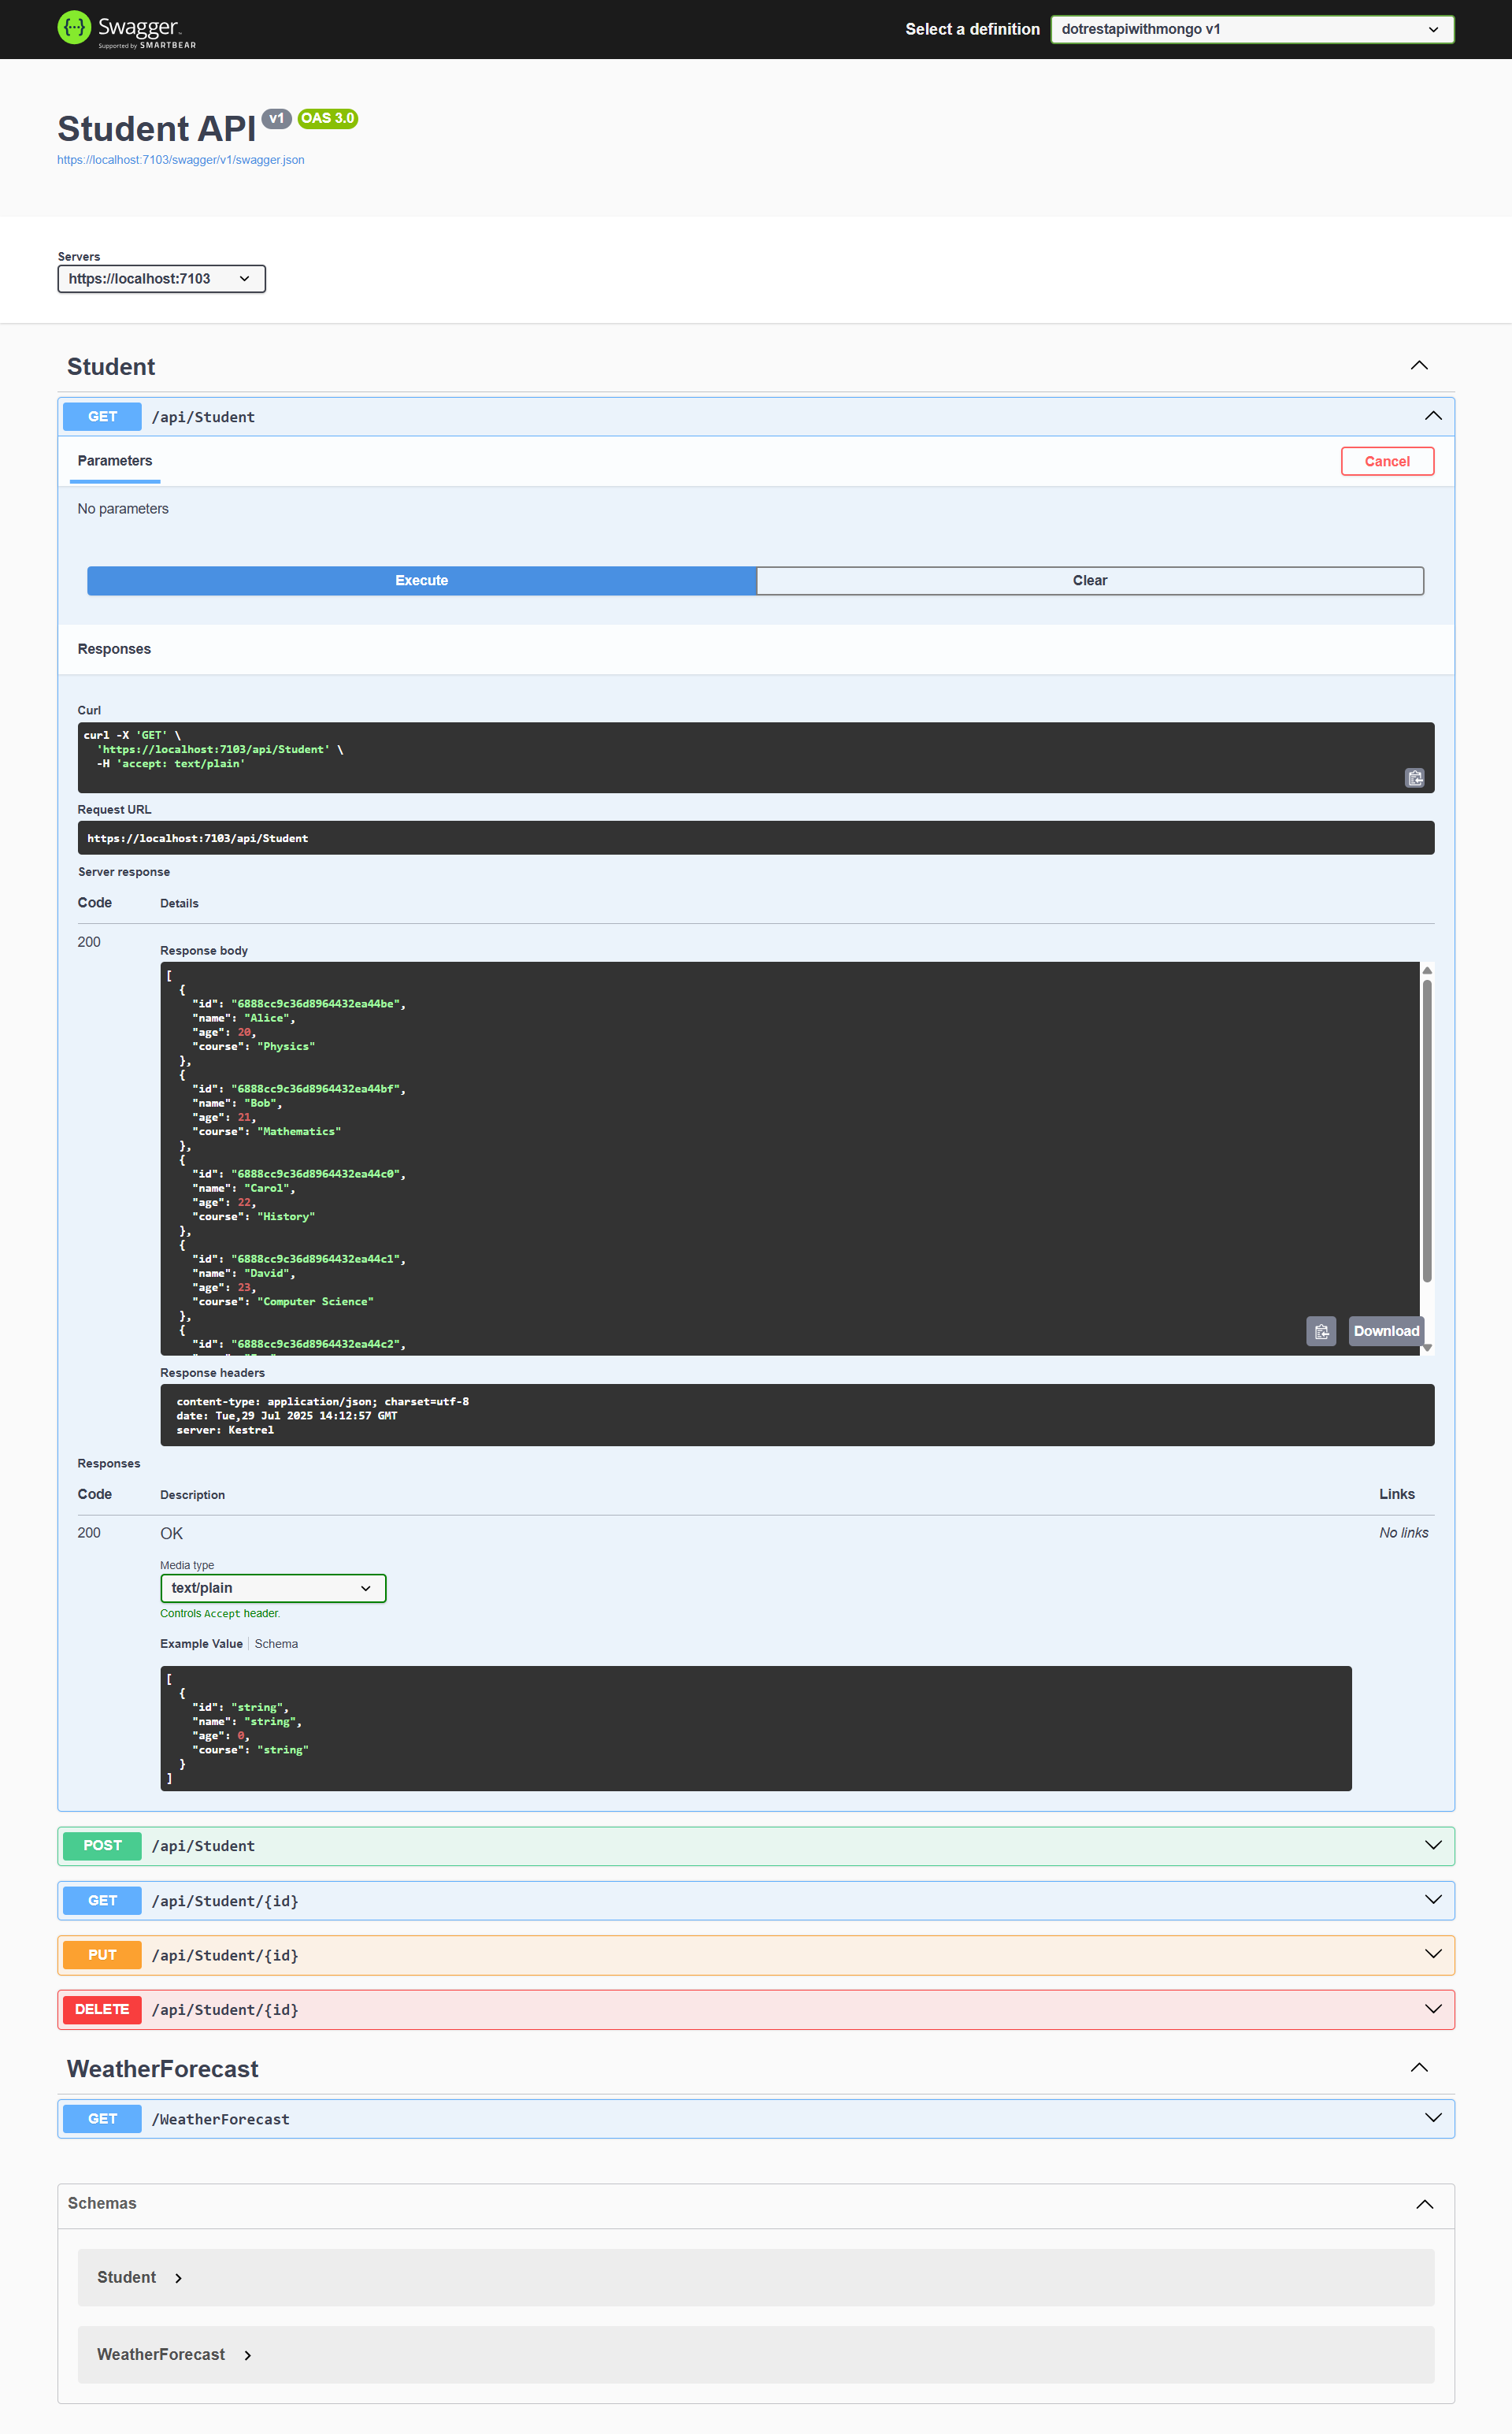 Swagger
Supported by SMARTBEAR
Select a definition
dotrestapiwithmongo v1
Student API v1 OAS 3.0
https://localhost:7103/swagger/v1/swagger.json
Servers
https://localhost:7103
Student
GET /api/Student
Parameters
Cancel
No parameters
Execute
Clear
Responses
Curl
curl -X 'GET' \
  'https://localhost:7103/api/Student' \
  -H 'accept: text/plain'
Request URL
https://localhost:7103/api/Student
Server response
Code Details
200
Response body
[
  {
    "id": "6888cc9c36d8964432ea44be",
    "name": "Alice",
    "age": 20,
    "course": "Physics"
  },
  {
    "id": "6888cc9c36d8964432ea44bf",
    "name": "Bob",
    "age": 21,
    "course": "Mathematics"
  },
  {
    "id": "6888cc9c36d8964432ea44c0",
    "name": "Carol",
    "age": 22,
    "course": "History"
  },
  {
    "id": "6888cc9c36d8964432ea44c1",
    "name": "David",
    "age": 23,
    "course": "Computer Science"
  },
  {
    "id": "6888cc9c36d8964432ea44c2",
Download
Response headers
content-type: application/json; charset=utf-8
date: Tue,29 Jul 2025 14:12:57 GMT
server: Kestrel
Responses
Code Description Links
200 OK No links
Media type
text/plain
Controls Accept header.
Example Value Schema
[
  {
    "id": "string",
    "name": "string",
    "age": 0,
    "course": "string"
  }
]
POST /api/Student
GET /api/Student/{id}
PUT /api/Student/{id}
DELETE /api/Student/{id}
WeatherForecast
GET /WeatherForecast
Schemas
Student
WeatherForecast